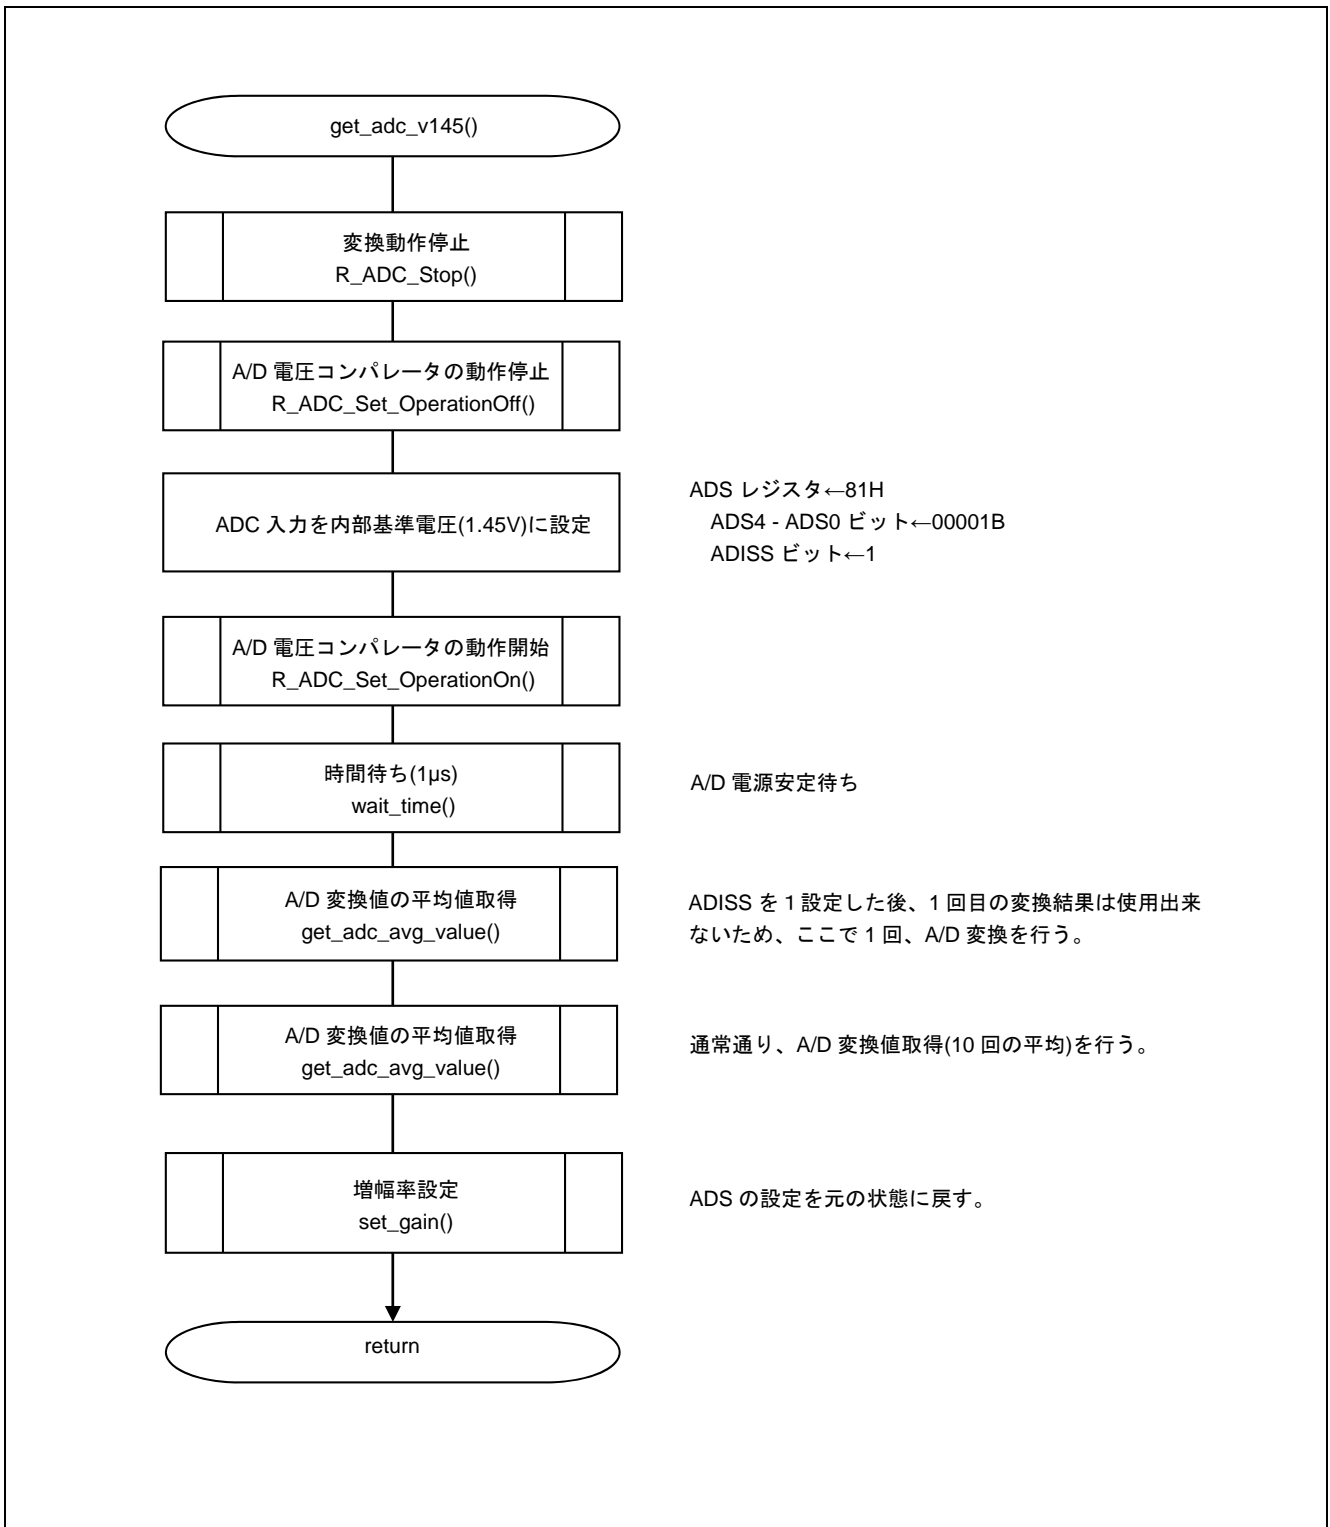 get_adc_v145()
変換動作停止
R_ADC_Stop()
A/D 電圧コンパレータの動作停止
R_ADC_Set_OperationOff()
ADC 入力を内部基準電圧(1.45V)に設定
ADS レジスタ←81H
ADS4 - ADS0 ビット←00001B
ADISS ビット←1
A/D 電圧コンパレータの動作開始
R_ADC_Set_OperationOn()
時間待ち(1μs)
wait_time()
A/D 電源安定待ち
A/D 変換値の平均値取得
get_adc_avg_value()
ADISS を 1 設定した後、1 回目の変換結果は使用出来
ないため、ここで 1 回、A/D 変換を行う。
A/D 変換値の平均値取得
get_adc_avg_value()
通常通り、A/D 変換値取得(10 回の平均)を行う。
増幅率設定
set_gain()
ADS の設定を元の状態に戻す。
return